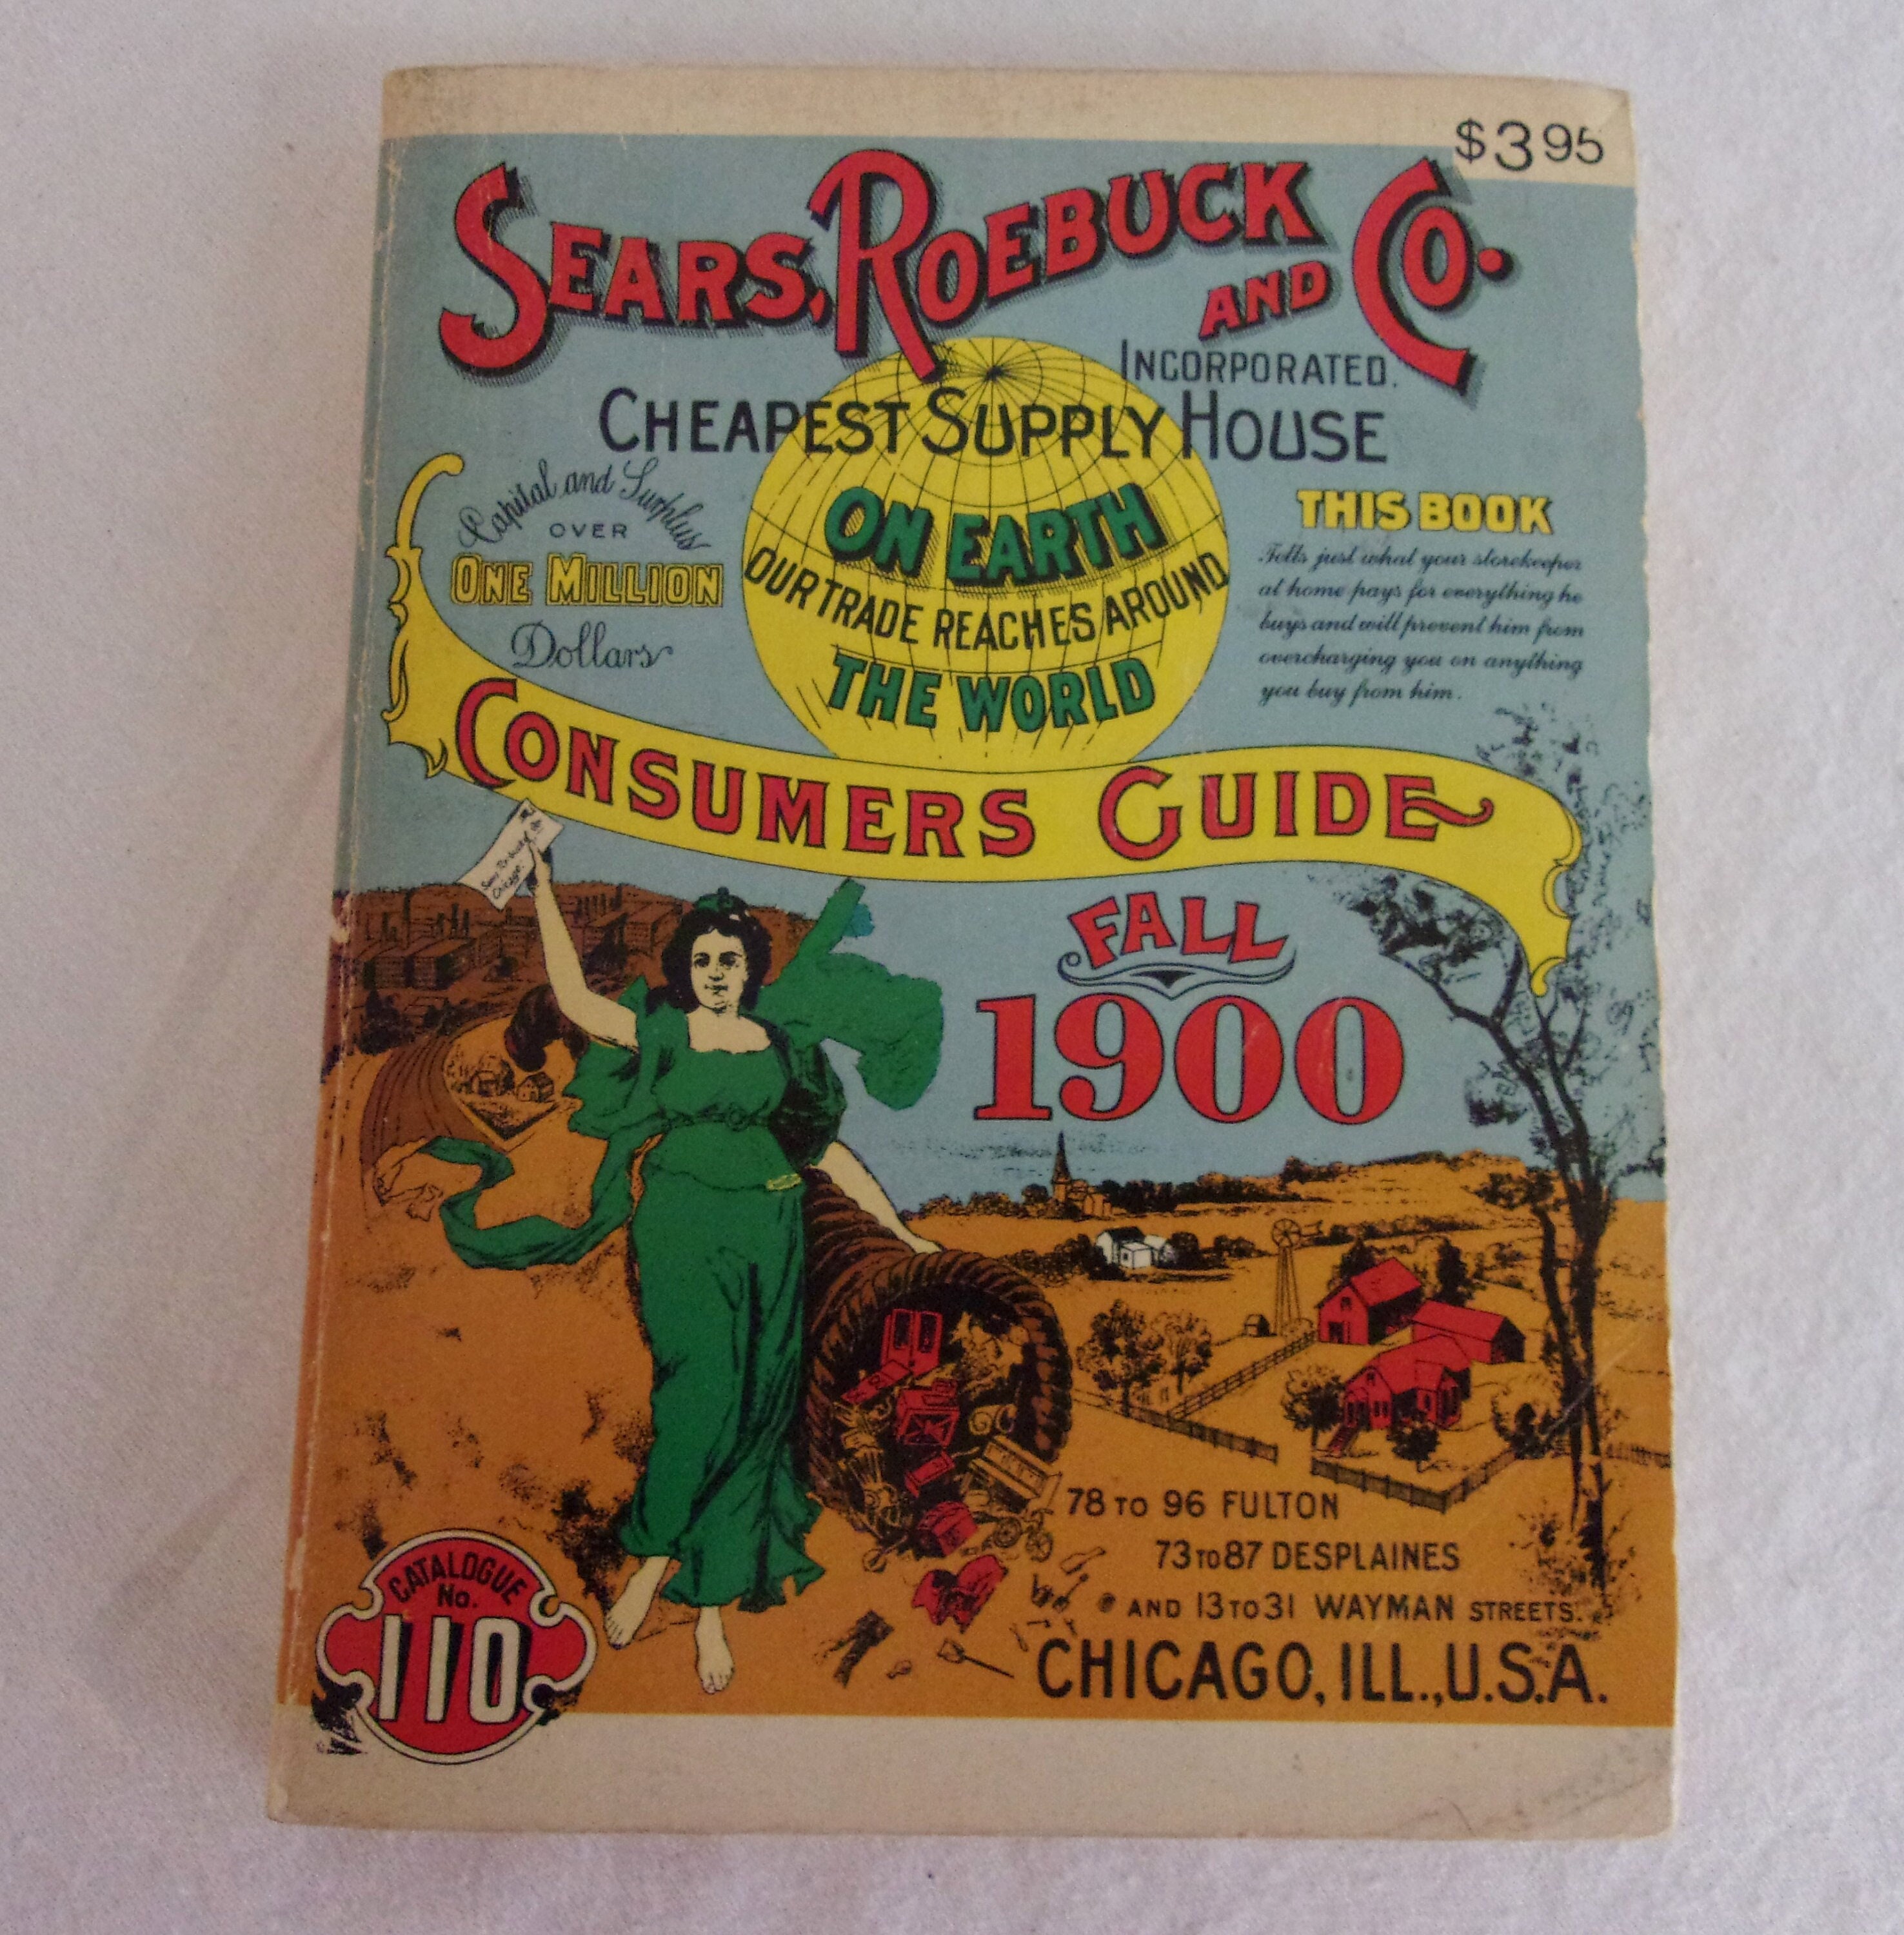 $3 95
SEARS, ROEBUCK AND CO.
INCORPORATED.
CHEAPEST SUPPLY HOUSE
ON EARTH
OUR TRADE REACHES AROUND
THE WORLD
Capital and Surplus
OVER
ONE MILLION
Dollars
THIS BOOK
Tells just what your storekeeper
at home pays for everything he
buys and will prevent him from
overcharging you on anything
you buy from him.
CONSUMERS GUIDE
FALL
1900
Chicago.
78 TO 96 FULTON
73 TO 87 DESPLAINES
AND 13 TO 31 WAYMAN STREETS.
CHICAGO, ILL., U.S.A.
CATALOGUE
No.
110